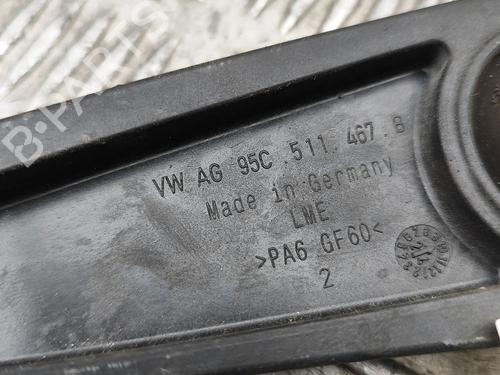 B-PARTS
VW AG 95C .511 .467.B
Made in Germany
LME
>PA6 GF60<
2